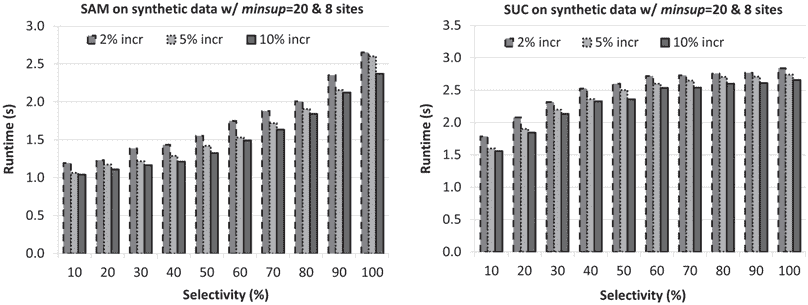 SAM on synthetic data w/ minsup=20 & 8 sites
2% incr 5% incr 10% incr
3.0
2.5
2.0
1.5
1.0
0.5
0.0
Runtime (s)
10 20 30 40 50 60 70 80 90 100
Selectivity (%)
SUC on synthetic data w/ minsup=20 & 8 sites
2% incr 5% incr 10% incr
3.5
3.0
2.5
2.0
1.5
1.0
0.5
0.0
Runtime (s)
10 20 30 40 50 60 70 80 90 100
Selectivity (%)